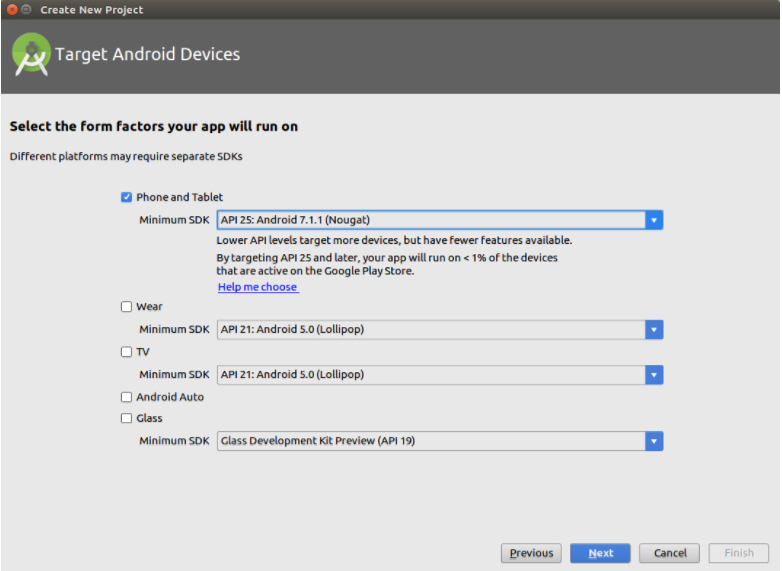 Create New Project
Target Android Devices
Select the form factors your app will run on
Different platforms may require separate SDKs
Phone and Tablet
Minimum SDK API 25: Android 7.1.1 (Nougat)
Lower API levels target more devices, but have fewer features available.
By targeting API 25 and later, your app will run on < 1% of the devices
that are active on the Google Play Store.
Help me choose
Wear
Minimum SDK API 21: Android 5.0 (Lollipop)
TV
Minimum SDK API 21: Android 5.0 (Lollipop)
Android Auto
Glass
Minimum SDK Glass Development Kit Preview (API 19)
Previous Next Cancel Finish